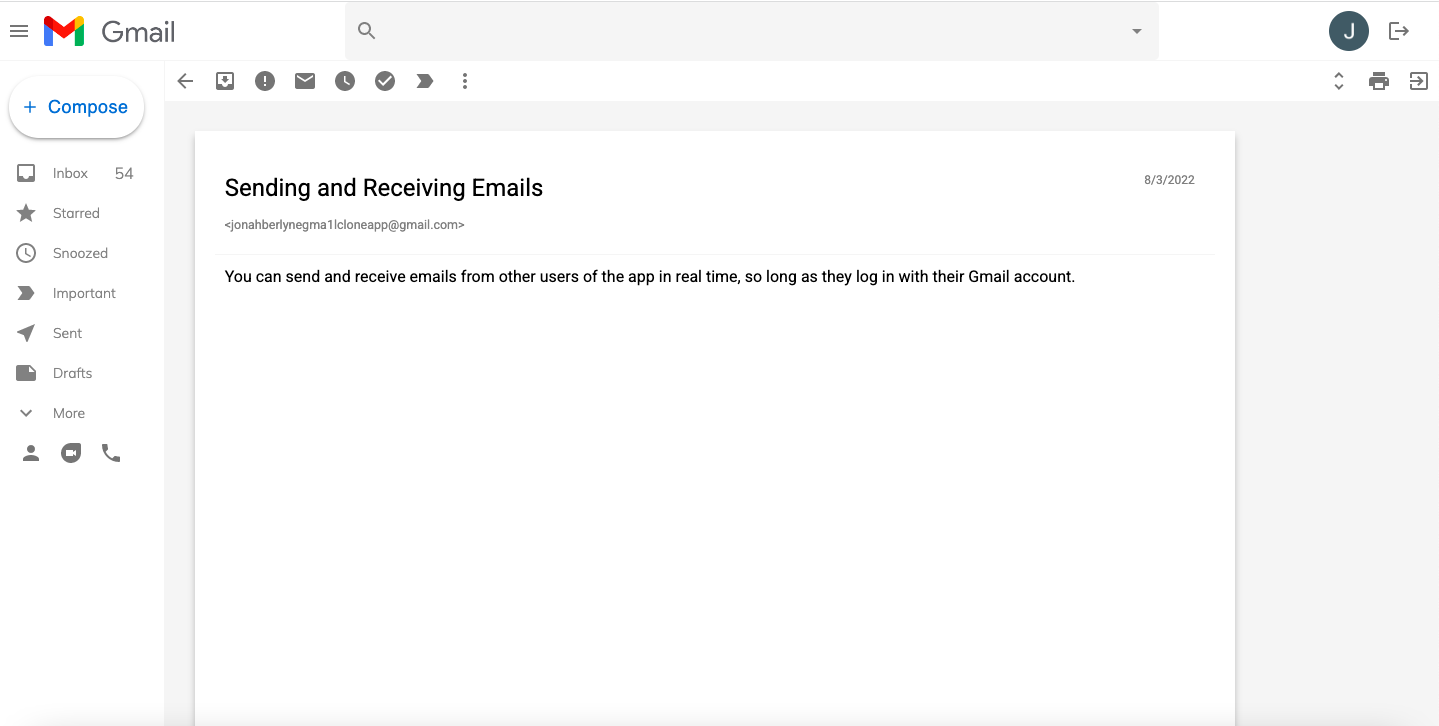 Gmail
J
Compose
Inbox 54
Starred
Snoozed
Important
Sent
Drafts
More
Sending and Receiving Emails
8/3/2022
<jonahberlynegma1lcloneapp@gmail.com>
You can send and receive emails from other users of the app in real time, so long as they log in with their Gmail account.